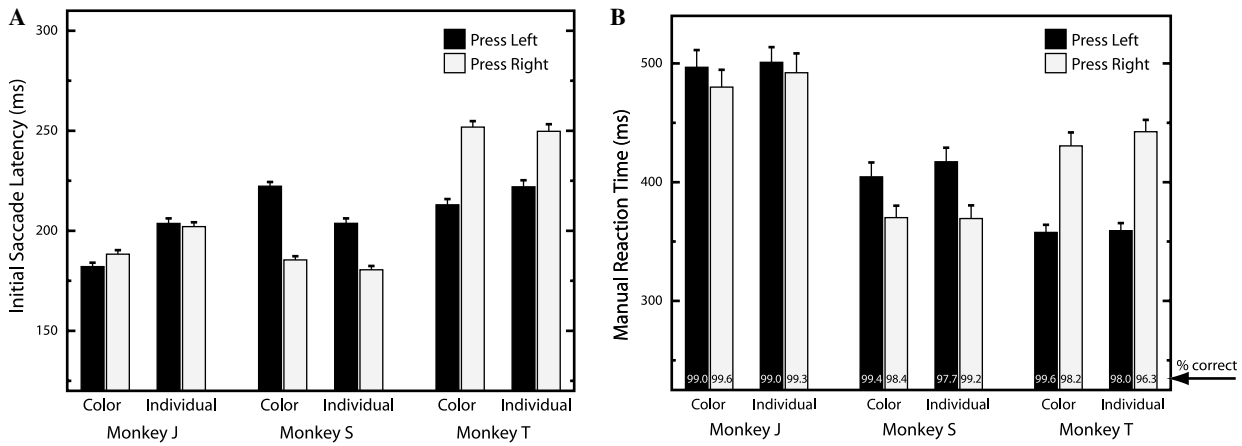 A
Initial Saccade Latency (ms)
300
250
200
150
Press Left
Press Right
Color Individual Color Individual Color Individual
Monkey J Monkey S Monkey T
B
Manual Reaction Time (ms)
500
400
300
Press Left
Press Right
99.0 99.6 99.0 99.3 99.4 98.4 97.7 99.2 99.6 98.2 98.0 96.3
% correct
Color Individual Color Individual Color Individual
Monkey J Monkey S Monkey T